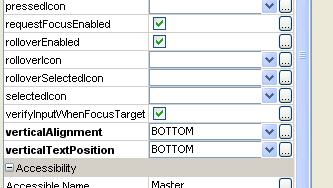 pressedIcon
requestFocusEnabled
rolloverEnabled
rolloverIcon
rolloverSelectedIcon
selectedIcon
verifyInputWhenFocusTarget
verticalAlignment BOTTOM
verticalTextPosition BOTTOM
Accessibility
Accessible Name Master